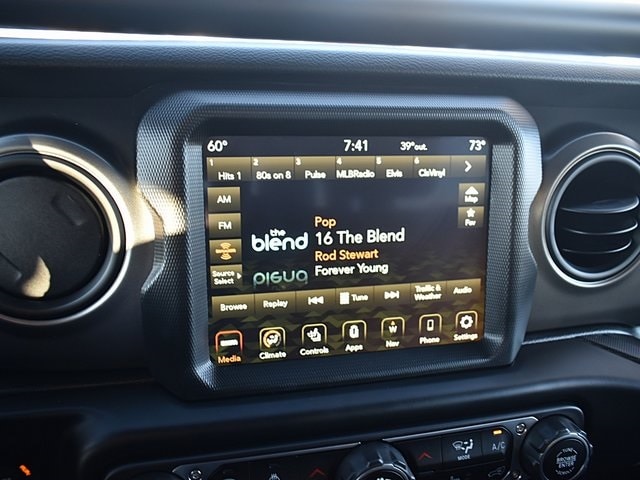 60° 7:41 39°out. 73°
1 2 3 4 5 6
Hits 1 80s on 8 Pulse MLBRadio Elvis ClsVinyl
AM
Map
FM
Fav
Pop
the
blend 16 The Blend
Rod Stewart
Source
Select
Forever Young
Browse Replay Tune Traffic &
Weather Audio
Media Climate Controls Apps Nav Phone Settings
MODE A/C
TUNE
BROWSE
ENTER